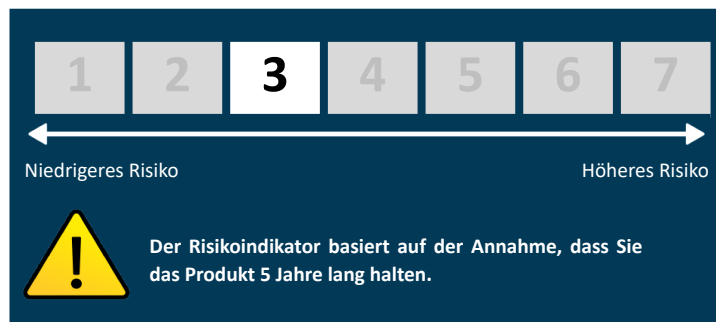 1 2 3 4 5 6 7
Niedrigeres Risiko Höheres Risiko
Der Risikoindikator basiert auf der Annahme, dass Sie
das Produkt 5 Jahre lang halten.